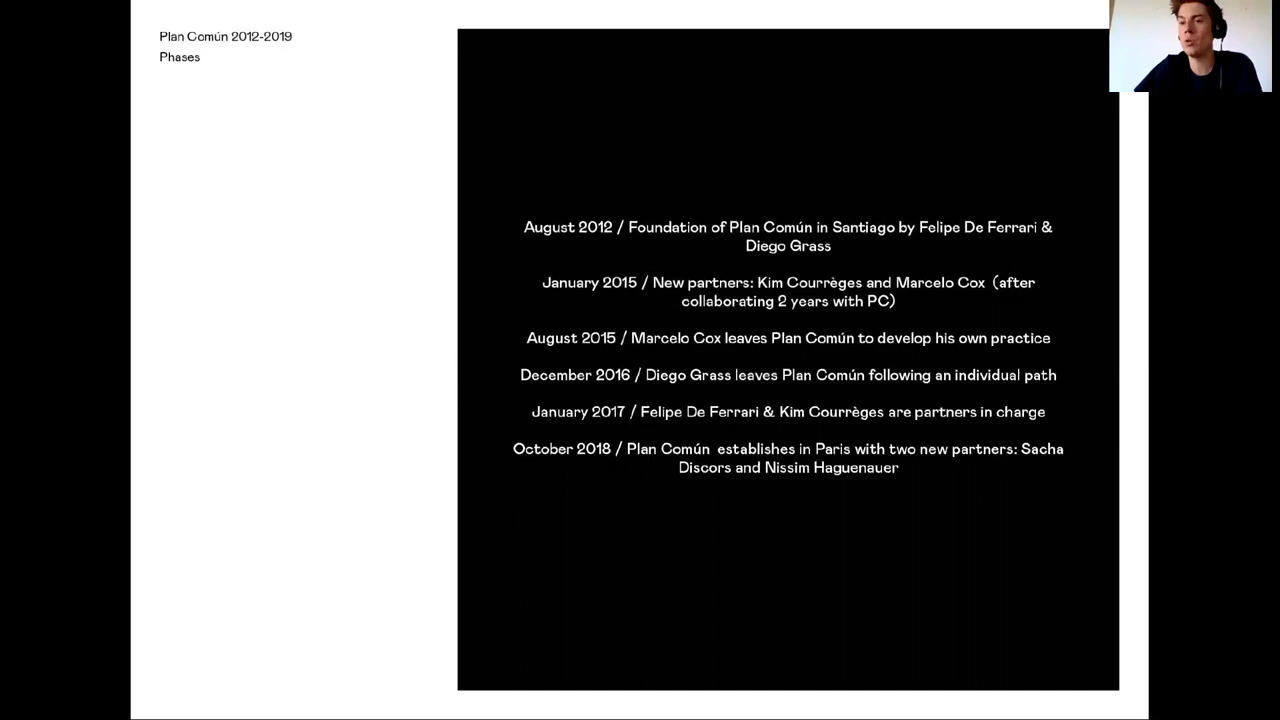 Plan Común 2012-2019
Phases
August 2012 / Foundation of Plan Común in Santiago by Felipe De Ferrari &
Diego Grass
January 2015 / New partners: Kim Courrèges and Marcelo Cox (after
collaborating 2 years with PC)
August 2015 / Marcelo Cox leaves Plan Común to develop his own practice
December 2016 / Diego Grass leaves Plan Común following an individual path
January 2017 / Felipe De Ferrari & Kim Courrèges are partners in charge
October 2018 / Plan Común establishes in Paris with two new partners: Sacha
Discors and Nissim Haguenauer